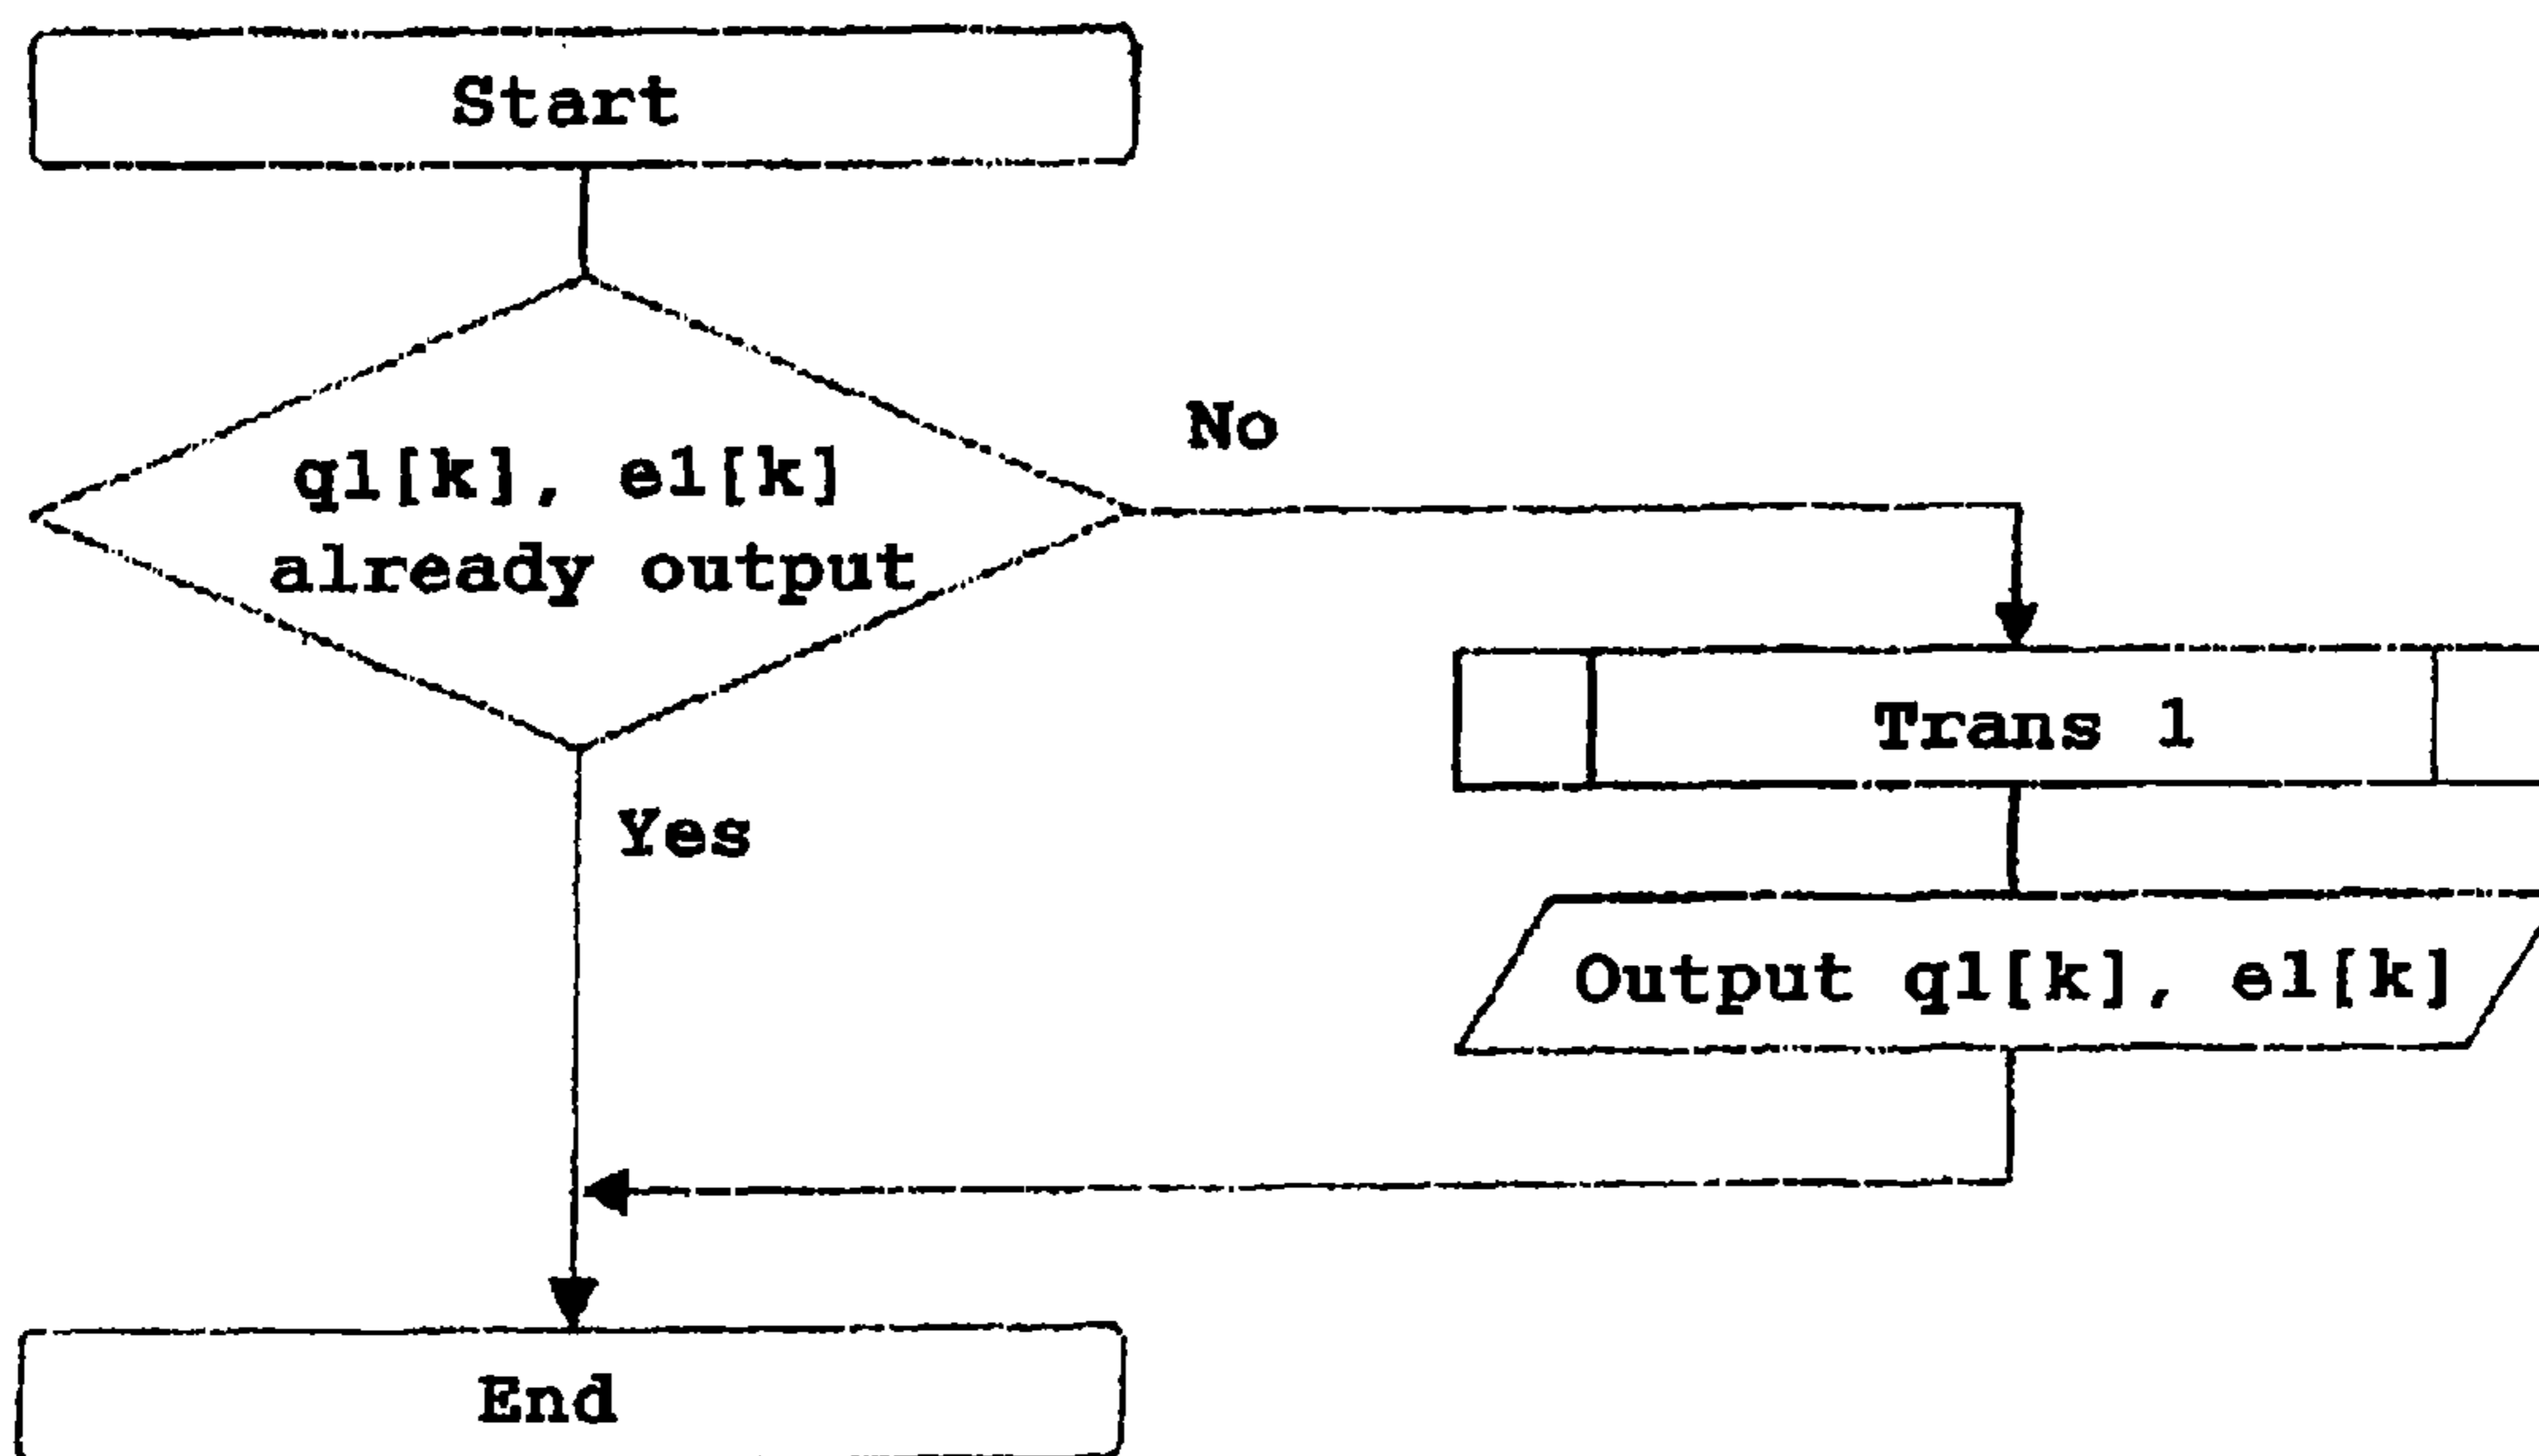 Start
q1[k], e1[k]
already output
No
Yes
Trans 1
Output q1[k], e1[k]
End